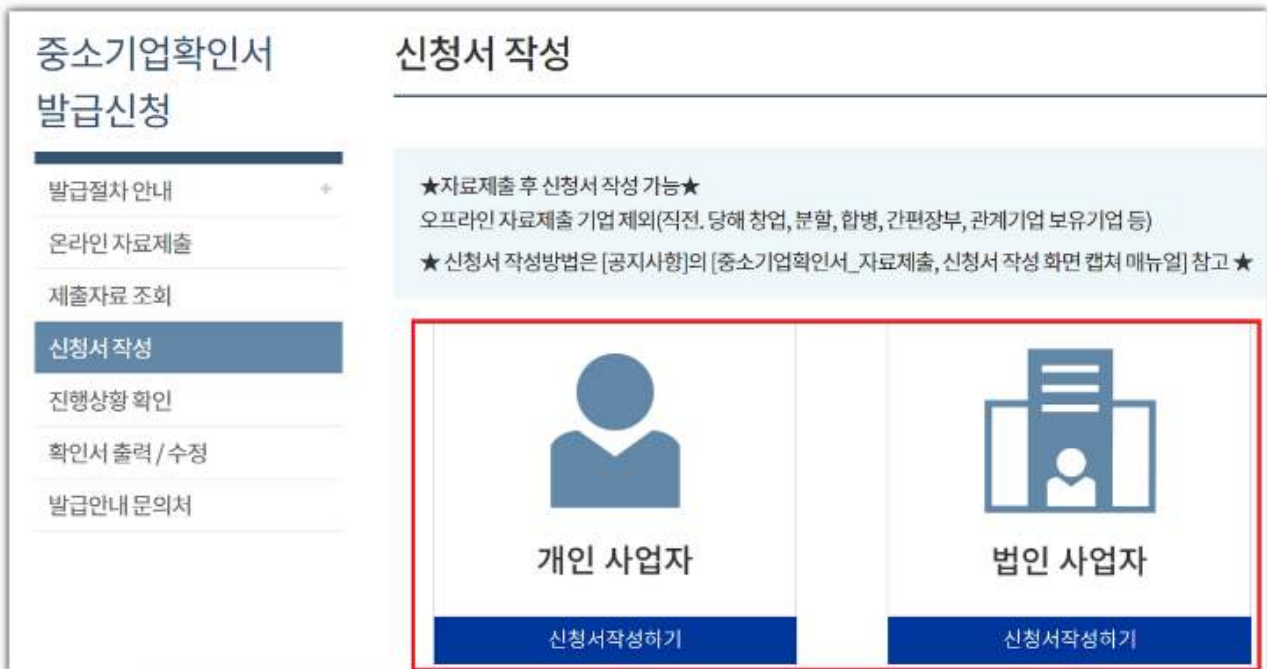 중소기업확인서
발급신청
발급절차 안내 +
온라인 자료제출
제출자료 조회
신청서 작성
진행상황 확인
확인서 출력 / 수정
발급안내 문의처
신청서 작성
★자료제출 후 신청서 작성 가능★
오프라인 자료제출 기업 제외(직전. 당해 창업, 분할, 합병, 간편장부, 관계기업 보유기업 등)
★ 신청서 작성방법은 [공지사항]의 [중소기업확인서_자료제출, 신청서 작성 화면 캡쳐 매뉴얼] 참고 ★
개인 사업자
신청서작성하기
법인 사업자
신청서작성하기